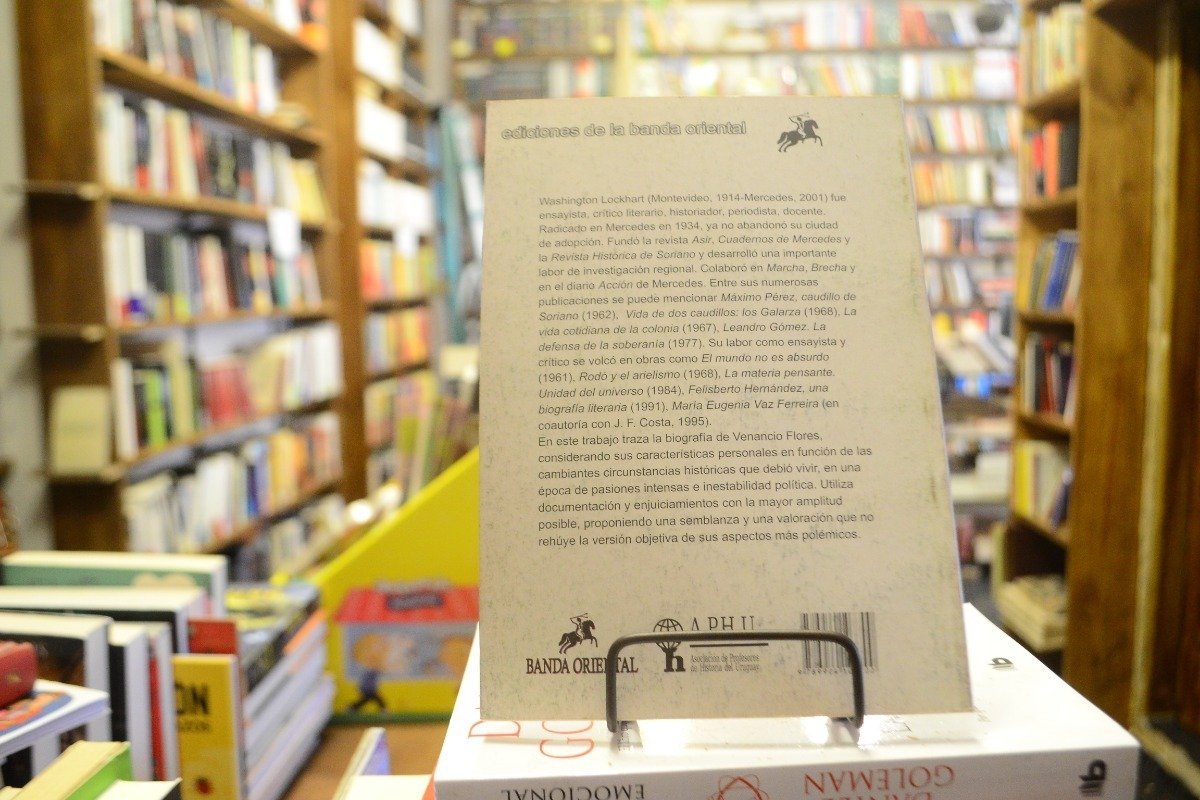 ediciones de la banda oriental
Washington Lockhart (Montevideo, 1914-Mercedes, 2001) fue
ensayista, crítico literario, historiador, periodista, docente.
Radicado en Mercedes en 1934, ya no abandonó su ciudad
de adopción. Fundó la revista Asir, Cuadernos de Mercedes y
la Revista Histórica de Soriano y desarrolló una importante
labor de investigación regional. Colaboró en Marcha, Brecha y
en el diario Acción de Mercedes. Entre sus numerosas
publicaciones se puede mencionar Máximo Pérez, caudillo de
Soriano (1962), Vida de dos caudillos: los Galarza (1968), La
vida cotidiana de la colonia (1967), Leandro Gómez. La
defensa de la soberanía (1977). Su labor como ensayista y
crítico se volcó en obras como El mundo no es absurdo
(1961), Rodó y el arielismo (1968), La materia pensante.
Unidad del universo (1984), Felisberto Hernández, una
biografía literaria (1991), María Eugenia Vaz Ferreira (en
coautoría con J. F. Costa, 1995).
En este trabajo traza la biografía de Venancio Flores,
considerando sus características personales en función de las
cambiantes circunstancias históricas que debió vivir, en una
época de pasiones intensas e inestabilidad política. Utiliza
documentación y enjuiciamientos con la mayor amplitud
posible, proponiendo una semblanza y una valoración que no
rehúye la versión objetiva de sus aspectos más polémicos.
BANDA ORIENTAL
A.PH.U.
Asociación de Profesores
de Historia del Uruguay
GOLEMAN
EMOCIONAL